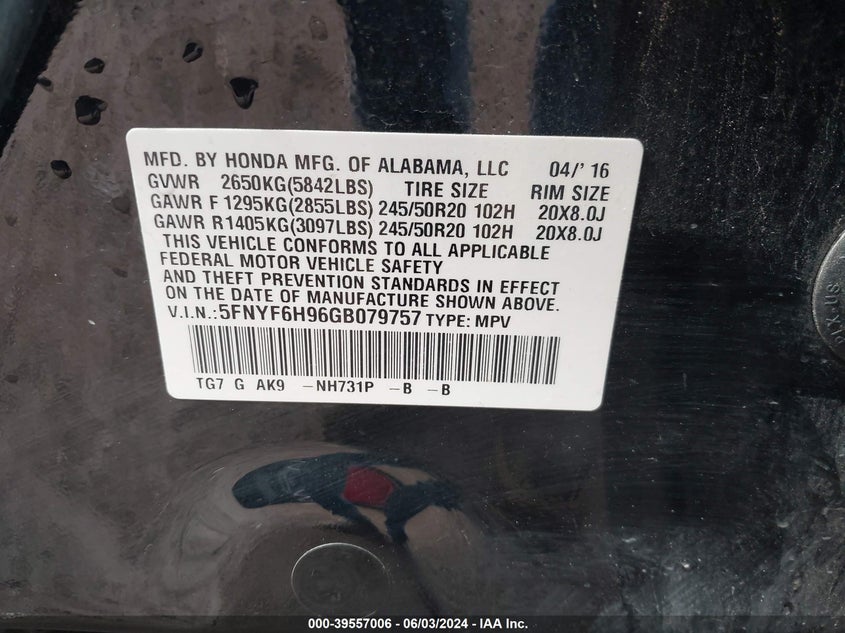 MFD. BY HONDA MFG. OF ALABAMA, LLC 04/' 16
GVWR 2650KG(5842LBS) TIRE SIZE RIM SIZE
GAWR F 1295KG(2855LBS) 245/50R20 102H 20X8.0J
GAWR R1405KG(3097LBS) 245/50R20 102H 20X8.0J
THIS VEHICLE CONFORMS TO ALL APPLICABLE
FEDERAL MOTOR VEHICLE SAFETY
AND THEFT PREVENTION STANDARDS IN EFFECT
ON THE DATE OF MANUFACTURE SHOWN ABOVE.
V.I.N.:5FNYF6H96GB079757 TYPE: MPV
TG7 G AK9 -NH731P -B -B
000-39557006 - 06/03/2024 - IAA Inc.